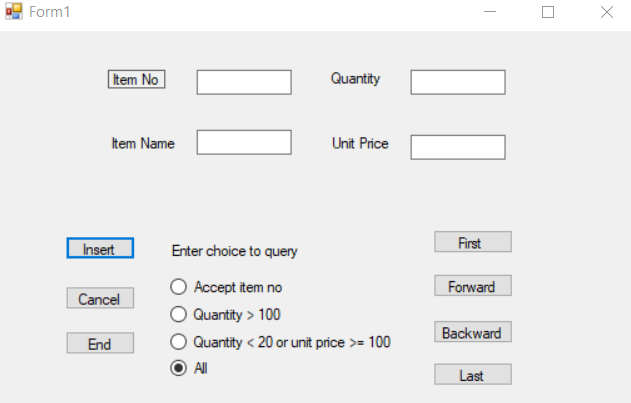 Form1
Item No
Quantity
Item Name
Unit Price
Insert
Cancel
End
Enter choice to query
Accept item no
Quantity > 100
Quantity < 20 or unit price >= 100
All
First
Forward
Backward
Last